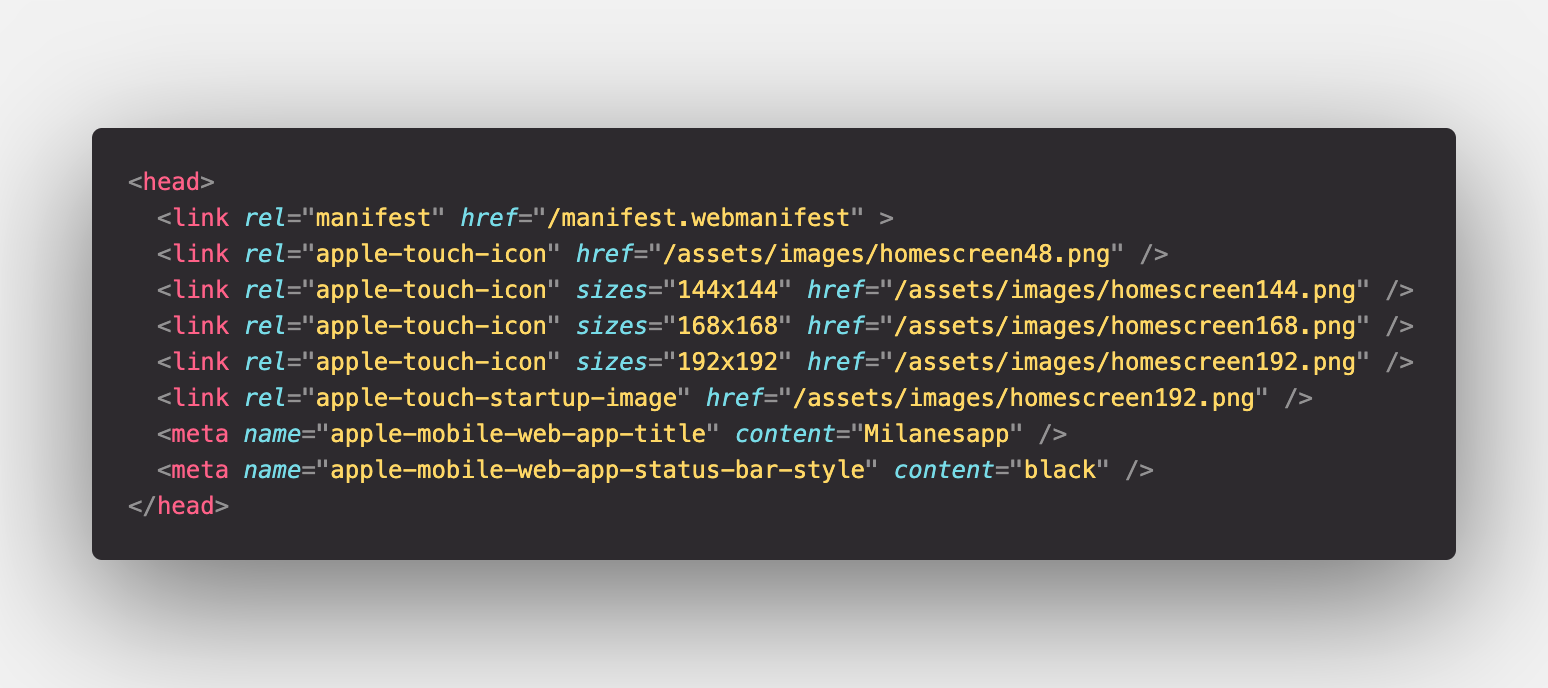 <head>
  <link rel="manifest" href="/manifest.webmanifest" >
  <link rel="apple-touch-icon" href="/assets/images/homescreen48.png" />
  <link rel="apple-touch-icon" sizes="144x144" href="/assets/images/homescreen144.png" />
  <link rel="apple-touch-icon" sizes="168x168" href="/assets/images/homescreen168.png" />
  <link rel="apple-touch-icon" sizes="192x192" href="/assets/images/homescreen192.png" />
  <link rel="apple-touch-startup-image" href="/assets/images/homescreen192.png" />
  <meta name="apple-mobile-web-app-title" content="Milanesapp" />
  <meta name="apple-mobile-web-app-status-bar-style" content="black" />
</head>